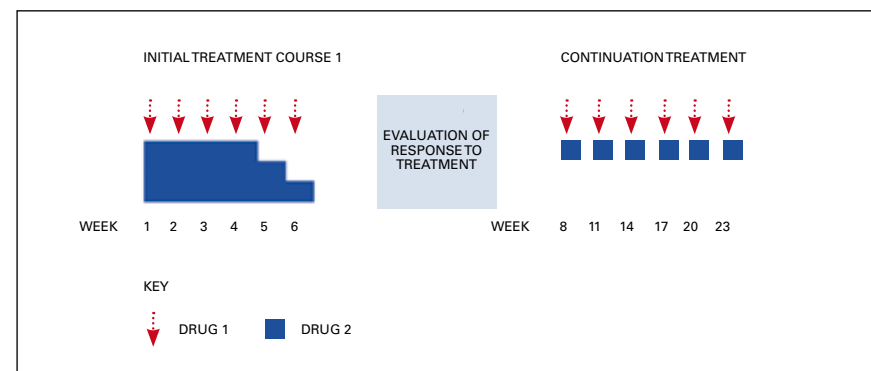 INITIAL TREATMENT COURSE 1
CONTINUATION TREATMENT
EVALUATION OF
RESPONSE TO
TREATMENT
WEEK 1 2 3 4 5 6
WEEK 8 11 14 17 20 23
KEY
DRUG 1 DRUG 2